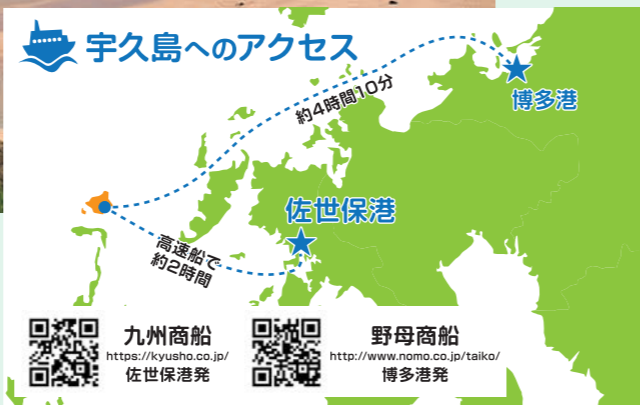 宇久島へのアクセス
約4時間10分
博多港
佐世保港
高速船で
約2時間
九州商船
https://kyusho.co.jp/
佐世保港発
野母商船
http://www.nomo.co.jp/taiko/
博多港発